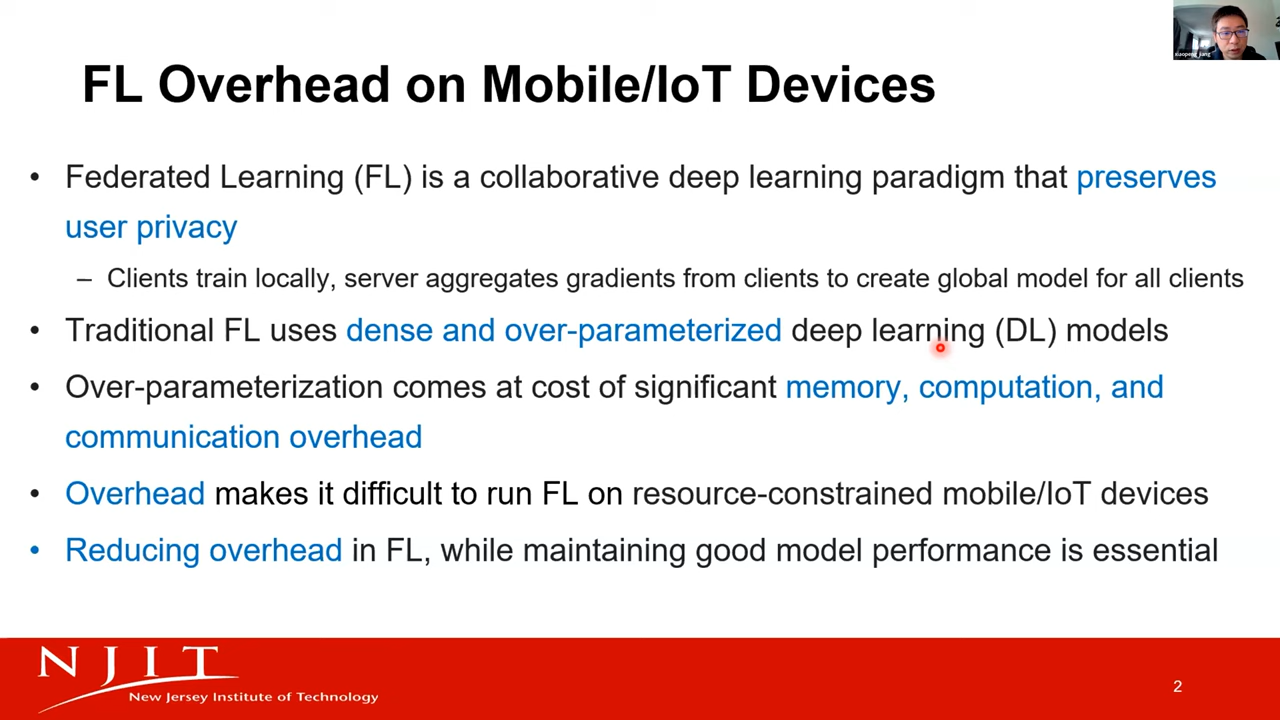 xiaopeng_jiang
FL Overhead on Mobile/IoT Devices
• Federated Learning (FL) is a collaborative deep learning paradigm that preserves
user privacy
– Clients train locally, server aggregates gradients from clients to create global model for all clients
• Traditional FL uses dense and over-parameterized deep learning (DL) models
• Over-parameterization comes at cost of significant memory, computation, and
communication overhead
• Overhead makes it difficult to run FL on resource-constrained mobile/IoT devices
• Reducing overhead in FL, while maintaining good model performance is essential
NJIT
New Jersey Institute of Technology
2